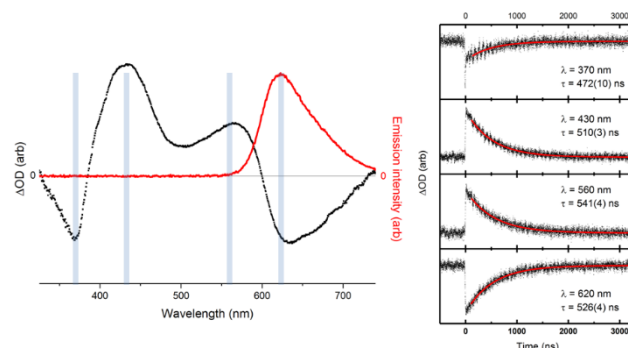 ΔOD (arb)
0
400
500
600
700
Wavelength (nm)
0
Emission intensity
(arb)
0
1000
2000
3000
λ = 370 nm
τ = 472(10) ns
λ = 430 nm
τ = 510(3) ns
λ = 560 nm
τ = 541(4) ns
λ = 620 nm
τ = 526(4) ns
ΔOD (arb)
0
1000
2000
3000
Time (ns)